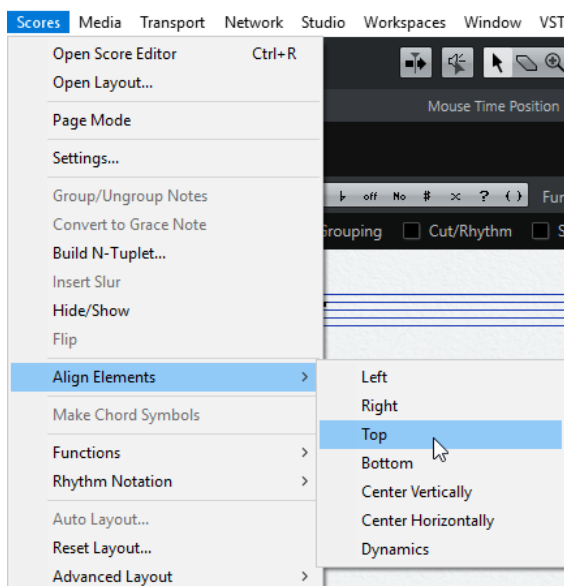 Scores Media Transport Network Studio Workspaces Window VST
Open Score Editor Ctrl+R
Open Layout...
Page Mode
Mouse Time Position
Settings...
Group/Ungroup Notes
off No # x ? ( ) Fur
Convert to Grace Note
Grouping Cut/Rhythm S
Build N-Tuplet...
Insert Slur
Hide/Show
Flip
Align Elements >
Left
Make Chord Symbols
Right
Top
Functions >
Bottom
Rhythm Notation >
Center Vertically
Auto Layout...
Center Horizontally
Reset Layout...
Dynamics
Advanced Layout >